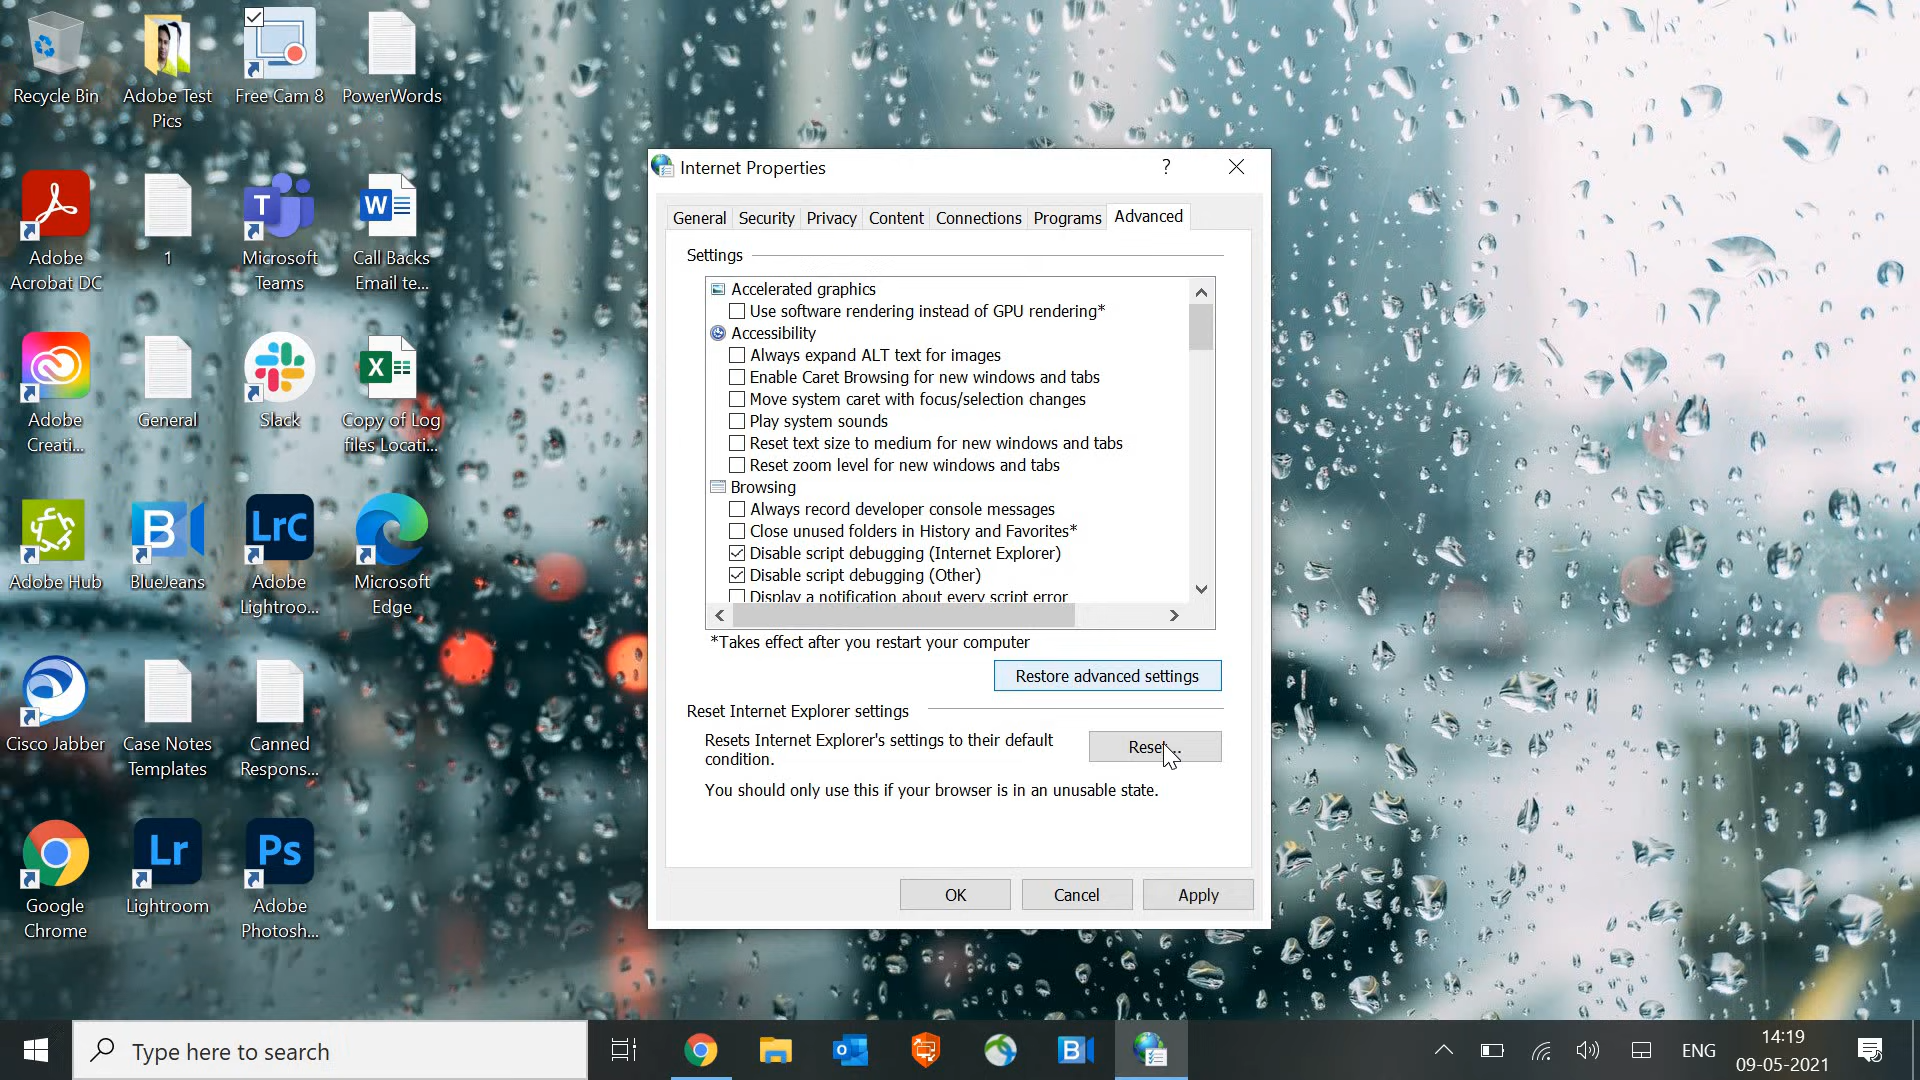 Recycle Bin
Adobe Test
Pics
Free Cam 8
PowerWords
Adobe
Acrobat DC
1
Microsoft
Teams
Call Backs
Email te...
Adobe
Creati...
General
Slack
Copy of Log
files Locati...
Adobe Hub
BlueJeans
Adobe
Lightroo...
Microsoft
Edge
Cisco Jabber
Case Notes
Templates
Canned
Respons...
Google
Chrome
Lightroom
Adobe
Photosh...
T
W
X
B
LrC
Lr
Ps
Internet Properties
?
General
Security
Privacy
Content
Connections
Programs
Advanced
Settings
Accelerated graphics
Use software rendering instead of GPU rendering*
Accessibility
Always expand ALT text for images
Enable Caret Browsing for new windows and tabs
Move system caret with focus/selection changes
Play system sounds
Reset text size to medium for new windows and tabs
Reset zoom level for new windows and tabs
Browsing
Always record developer console messages
Close unused folders in History and Favorites*
Disable script debugging (Internet Explorer)
Disable script debugging (Other)
Display a notification about every script error
*Takes effect after you restart your computer
Restore advanced settings
Reset Internet Explorer settings
Resets Internet Explorer's settings to their default
condition.
Reset...
You should only use this if your browser is in an unusable state.
OK
Cancel
Apply
Type here to search
B
ENG
14:19
09-05-2021